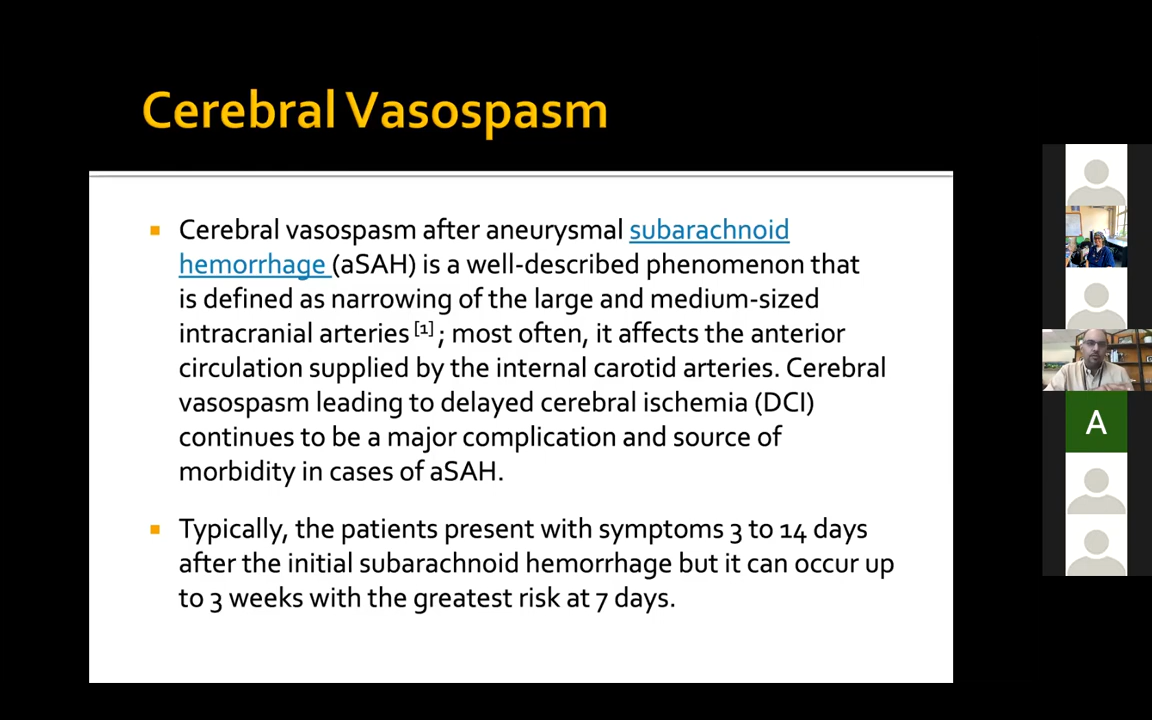 Cerebral Vasospasm
Cerebral vasospasm after aneurysmal subarachnoid
hemorrhage (aSAH) is a well-described phenomenon that
is defined as narrowing of the large and medium-sized
intracranial arteries [1] ; most often, it affects the anterior
circulation supplied by the internal carotid arteries. Cerebral
vasospasm leading to delayed cerebral ischemia (DCI)
continues to be a major complication and source of
morbidity in cases of aSAH.
Typically, the patients present with symptoms 3 to 14 days
after the initial subarachnoid hemorrhage but it can occur up
to 3 weeks with the greatest risk at 7 days.
A